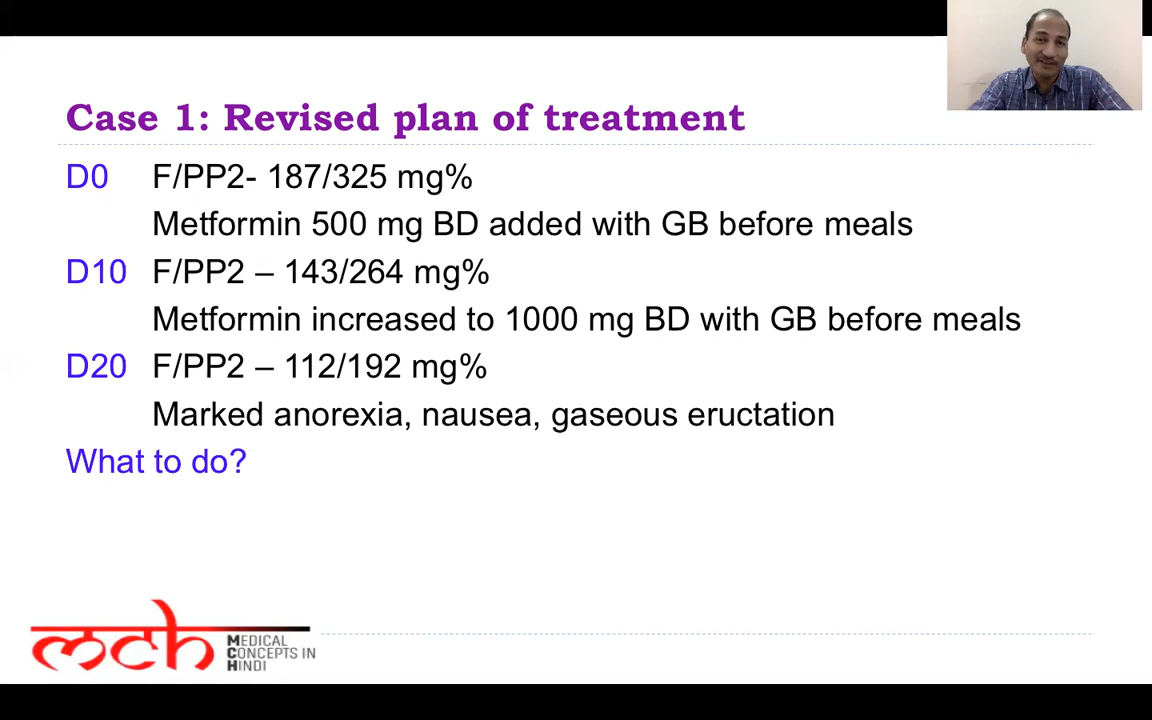 Case 1: Revised plan of treatment
D0 F/PP2- 187/325 mg%
Metformin 500 mg BD added with GB before meals
D10 F/PP2 – 143/264 mg%
Metformin increased to 1000 mg BD with GB before meals
D20 F/PP2 – 112/192 mg%
Marked anorexia, nausea, gaseous eructation
What to do?
mch
MEDICAL
CONCEPTS IN
HINDI